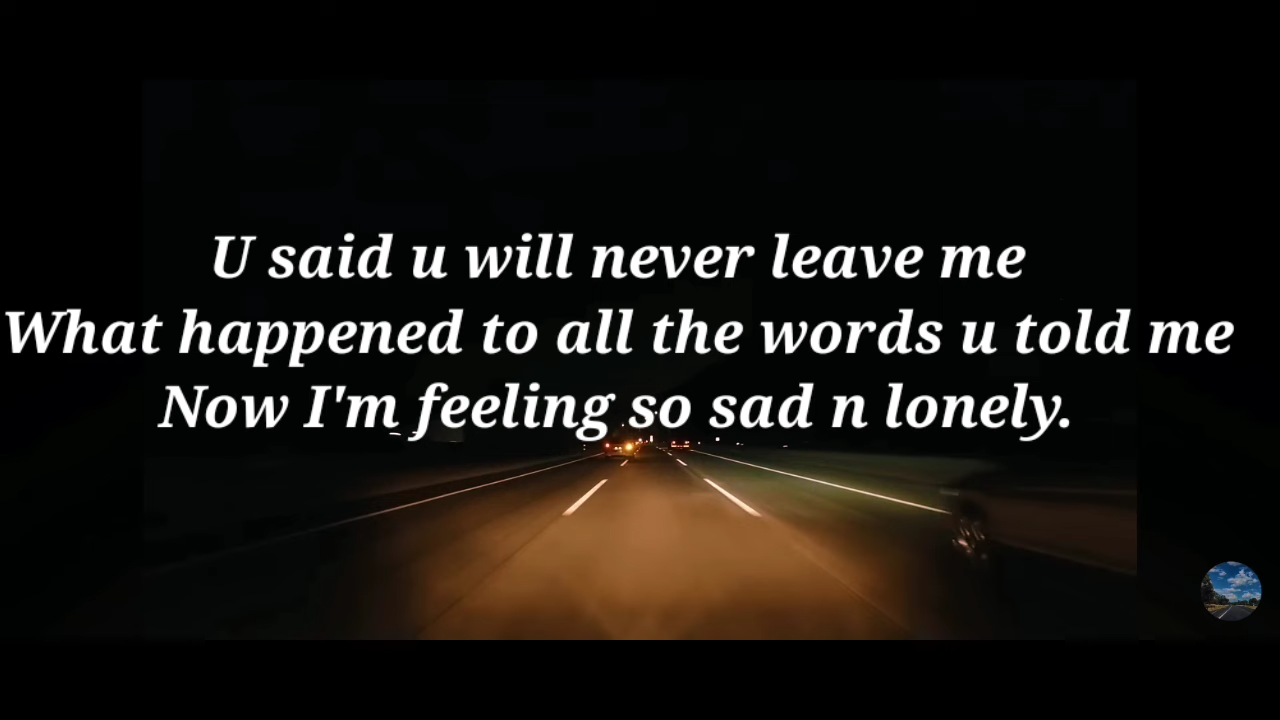 U said u will never leave me
What happened to all the words u told me
Now I'm feeling so sad n lonely.